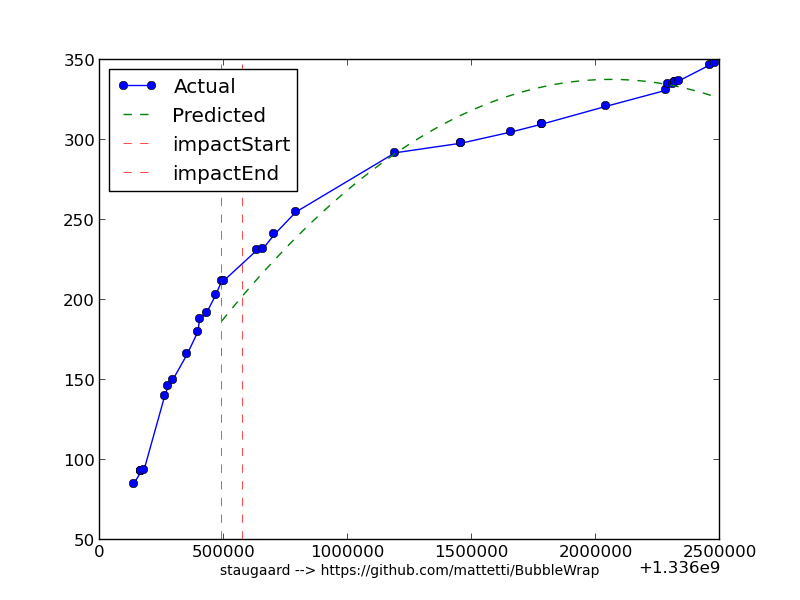 350
300
250
200
150
100
50
Actual
Predicted
impactStart
impactEnd
0 500000 1000000 1500000 2000000 2500000
+1.336e9
staugaard --> https://github.com/mattetti/BubbleWrap